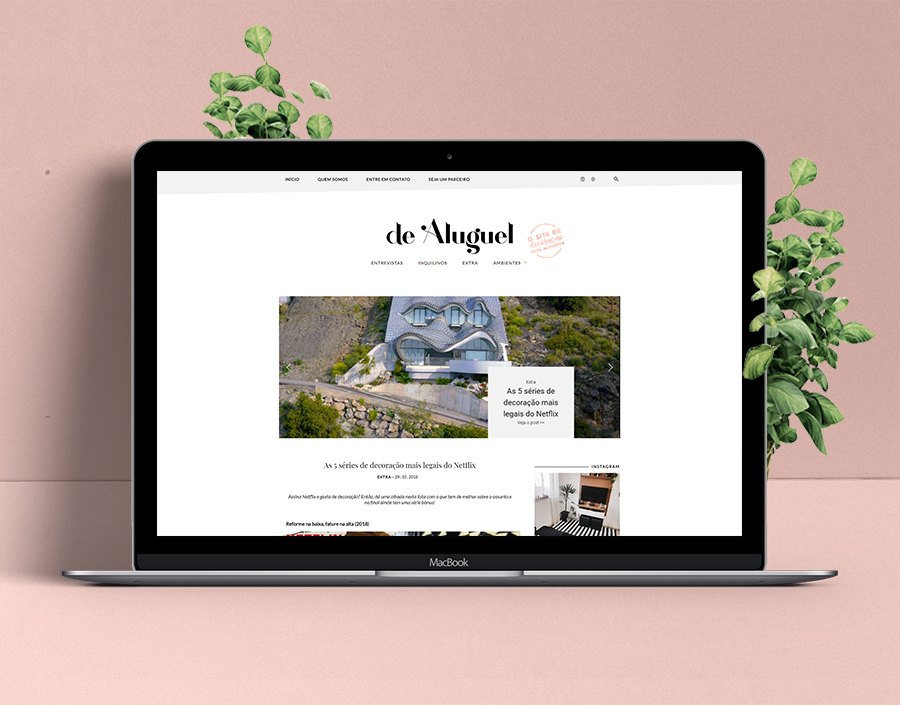 INÍCIO QUEM SOMOS ENTRE EM CONTATO SEJA UM PARCEIRO
de Aluguel
O SITE DE
decoração
PARA ALUGADOS
ENTREVISTAS INQUILINOS EXTRA AMBIENTES
Extra
As 5 séries de
decoração mais
legais do Netflix
Veja o post >>
As 5 séries de decoração mais legais do Netflix
EXTRA - 29. 10. 2018
INSTAGRAM
Assina Netflix e gosta de decoração? Então, dá uma olhada nesta lista com o que tem de melhor sobre o assunto e
no final ainda tem uma série bônus!
Reforme na baixa, fature na alta (2018)
NETFLIX
MacBook